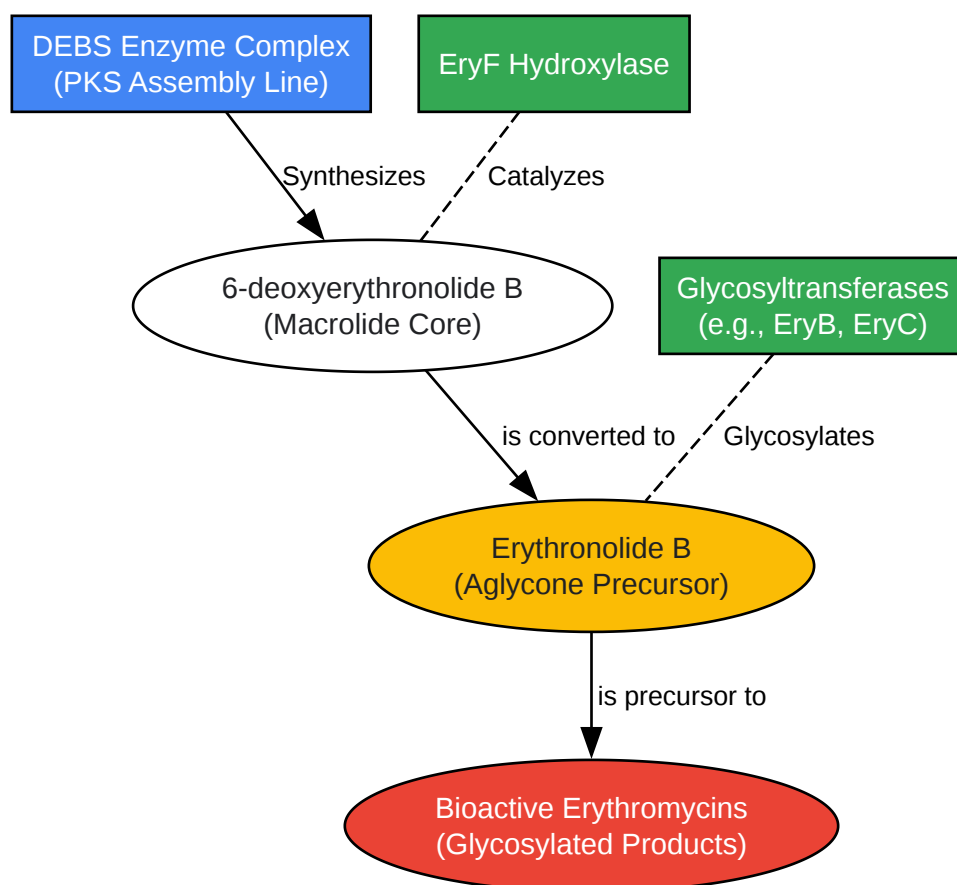 DEBS Enzyme Complex
(PKS Assembly Line)
EryF Hydroxylase
Synthesizes
Catalyzes
6-deoxyerythronolide B
(Macrolide Core)
Glycosyltransferases
(e.g., EryB, EryC)
is converted to
Glycosylates
Erythronolide B
(Aglycone Precursor)
is precursor to
Bioactive Erythromycins
(Glycosylated Products)